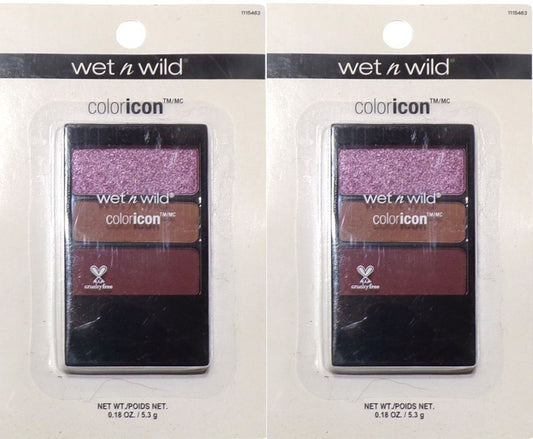 1115463
wet n wild®
coloricon™/MC
wet n wild®
coloricon™/MC
cruelty free
NET WT./POIDS NET.
0.18 OZ. / 5.3 g
1115463
wet n wild®
coloricon™/MC
wet n wild®
coloricon™/MC
cruelty free
NET WT./POIDS NET.
0.18 OZ. / 5.3 g